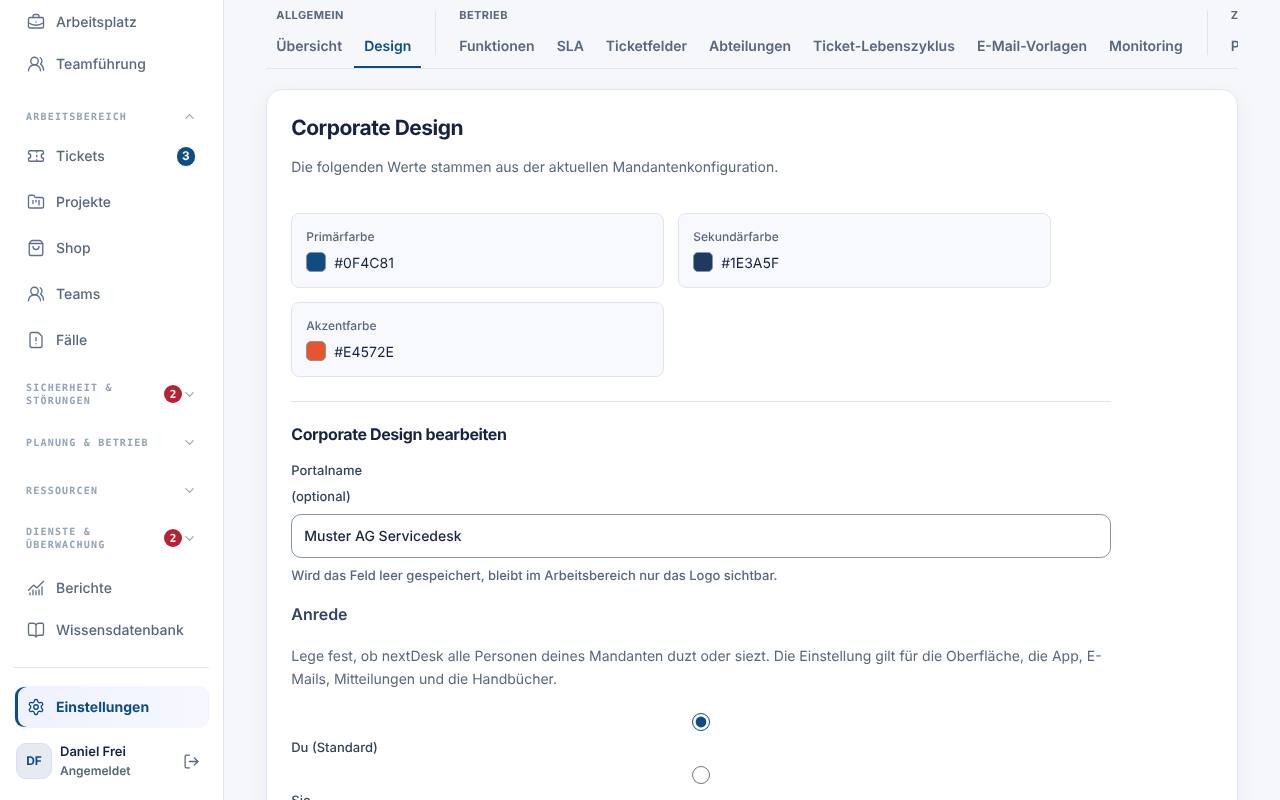 Arbeitsplatz
Teamführung
ARBEITSBEREICH
Tickets 3
Projekte
Shop
Teams
Fälle
SICHERHEIT &
STÖRUNGEN 2
PLANUNG & BETRIEB
RESSOURCEN
DIENSTE &
ÜBERWACHUNG 2
Berichte
Wissensdatenbank
Einstellungen
DF Daniel Frei
Angemeldet
ALLGEMEIN BETRIEB Z
Übersicht Design Funktionen SLA Ticketfelder Abteilungen Ticket-Lebenszyklus E-Mail-Vorlagen Monitoring P
Corporate Design
Die folgenden Werte stammen aus der aktuellen Mandantenkonfiguration.
Primärfarbe
#0F4C81
Sekundärfarbe
#1E3A5F
Akzentfarbe
#E4572E
Corporate Design bearbeiten
Portalname
(optional)
Muster AG Servicedesk
Wird das Feld leer gespeichert, bleibt im Arbeitsbereich nur das Logo sichtbar.
Anrede
Lege fest, ob nextDesk alle Personen deines Mandanten duzt oder siezt. Die Einstellung gilt für die Oberfläche, die App, E-
Mails, Mitteilungen und die Handbücher.
Du (Standard)
Sie